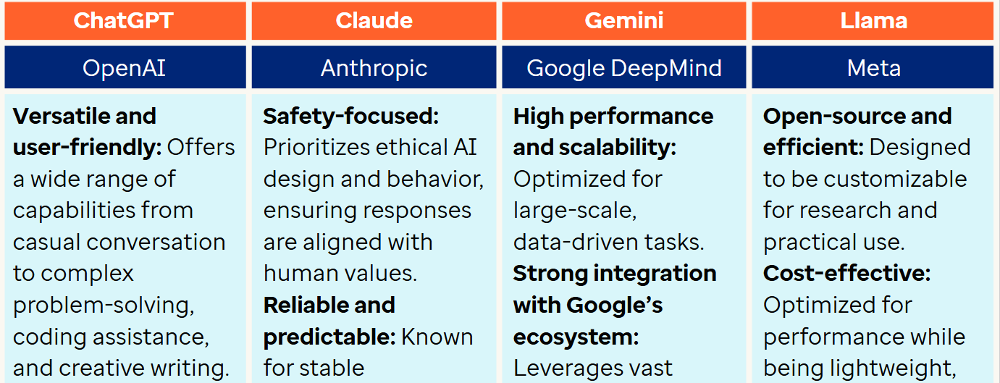 ChatGPT
OpenAI
Versatile and
user-friendly: Offers
a wide range of
capabilities from
casual conversation
to complex
problem-solving,
coding assistance,
and creative writing.
Claude
Anthropic
Safety-focused:
Prioritizes ethical AI
design and behavior,
ensuring responses
are aligned with
human values.
Reliable and
predictable: Known
for stable
Gemini
Google DeepMind
High performance
and scalability:
Optimized for
large-scale,
data-driven tasks.
Strong integration
with Google’s
ecosystem:
Leverages vast
Llama
Meta
Open-source and
efficient: Designed
to be customizable
for research and
practical use.
Cost-effective:
Optimized for
performance while
being lightweight,